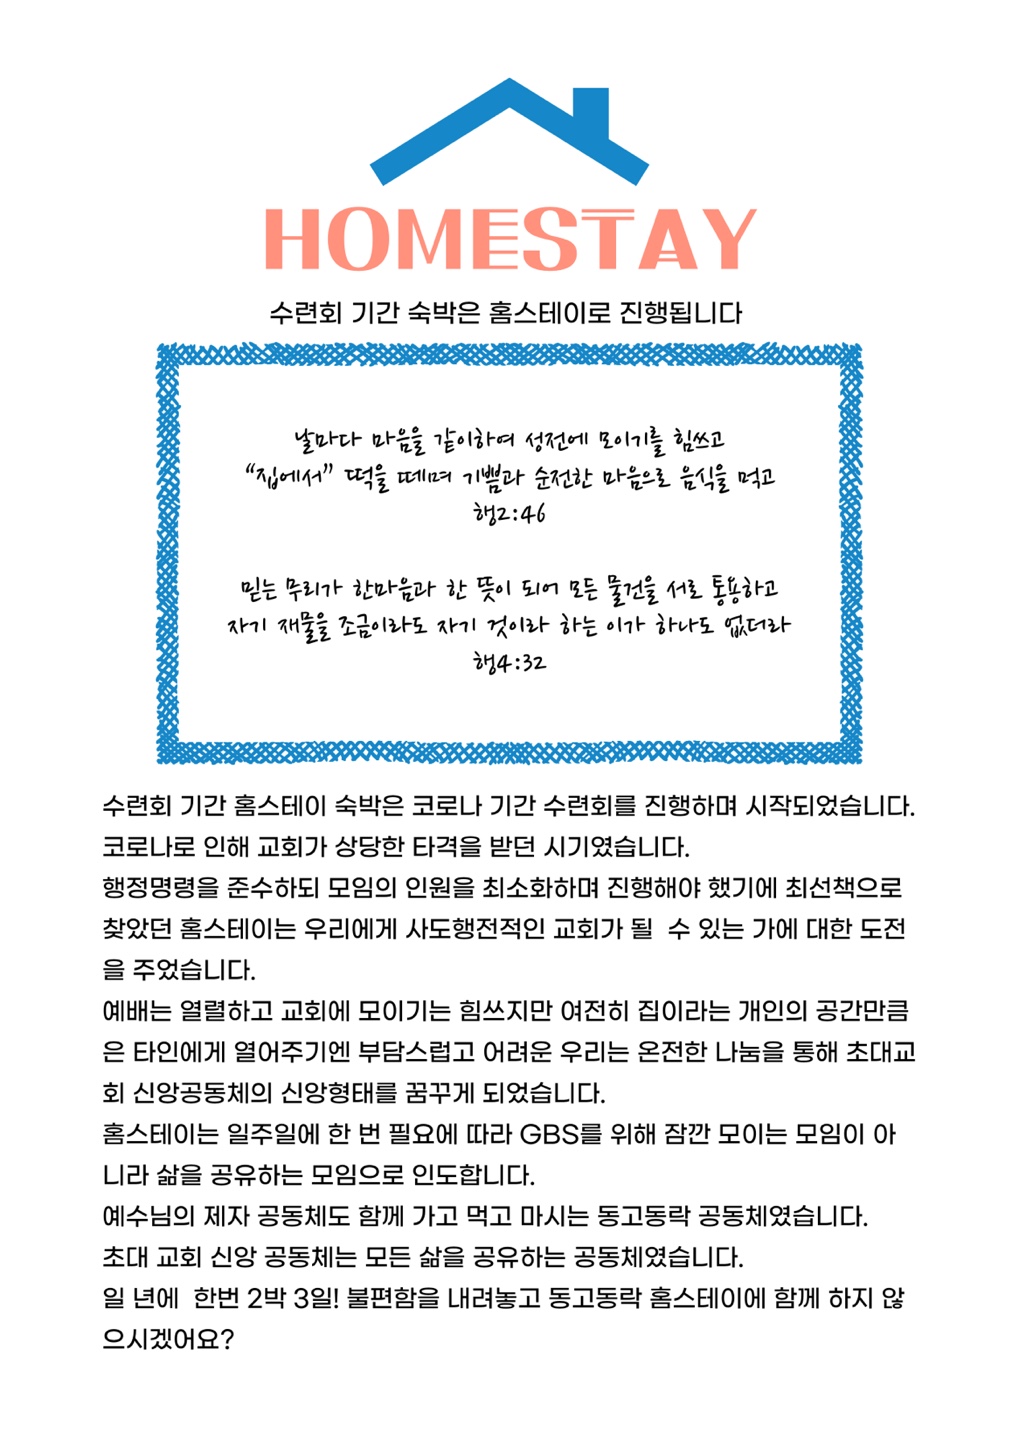 HOMESTAY
수련회 기간 숙박은 홈스테이로 진행됩니다
날마다 마음을 같이하여 성전에 모이기를 힘쓰고
“집에서” 떡을 떼며 기쁨과 순전한 마음으로 음식을 먹고
행2:46
믿는 무리가 한마음과 한 뜻이 되어 모든 물건을 서로 통용하고
자기 재물을 조금이라도 자기 것이라 하는 이가 하나도 없더라
행4:32
수련회 기간 홈스테이 숙박은 코로나 기간 수련회를 진행하며 시작되었습니다.
코로나로 인해 교회가 상당한 타격을 받던 시기였습니다.
행정명령을 준수하되 모임의 인원을 최소화하며 진행해야 했기에 최선책으로
찾았던 홈스테이는 우리에게 사도행전적인 교회가 될  수 있는 가에 대한 도전
을 주었습니다.
예배는 열렬하고 교회에 모이기는 힘쓰지만 여전히 집이라는 개인의 공간만큼
은 타인에게 열어주기엔 부담스럽고 어려운 우리는 온전한 나눔을 통해 초대교
회 신앙공동체의 신앙형태를 꿈꾸게 되었습니다.
홈스테이는 일주일에 한 번 필요에 따라 GBS를 위해 잠깐 모이는 모임이 아
니라 삶을 공유하는 모임으로 인도합니다.
예수님의 제자 공동체도 함께 가고 먹고 마시는 동고동락 공동체였습니다.
초대 교회 신앙 공동체는 모든 삶을 공유하는 공동체였습니다.
일 년에  한번 2박 3일! 불편함을 내려놓고 동고동락 홈스테이에 함께 하지 않
으시겠어요?